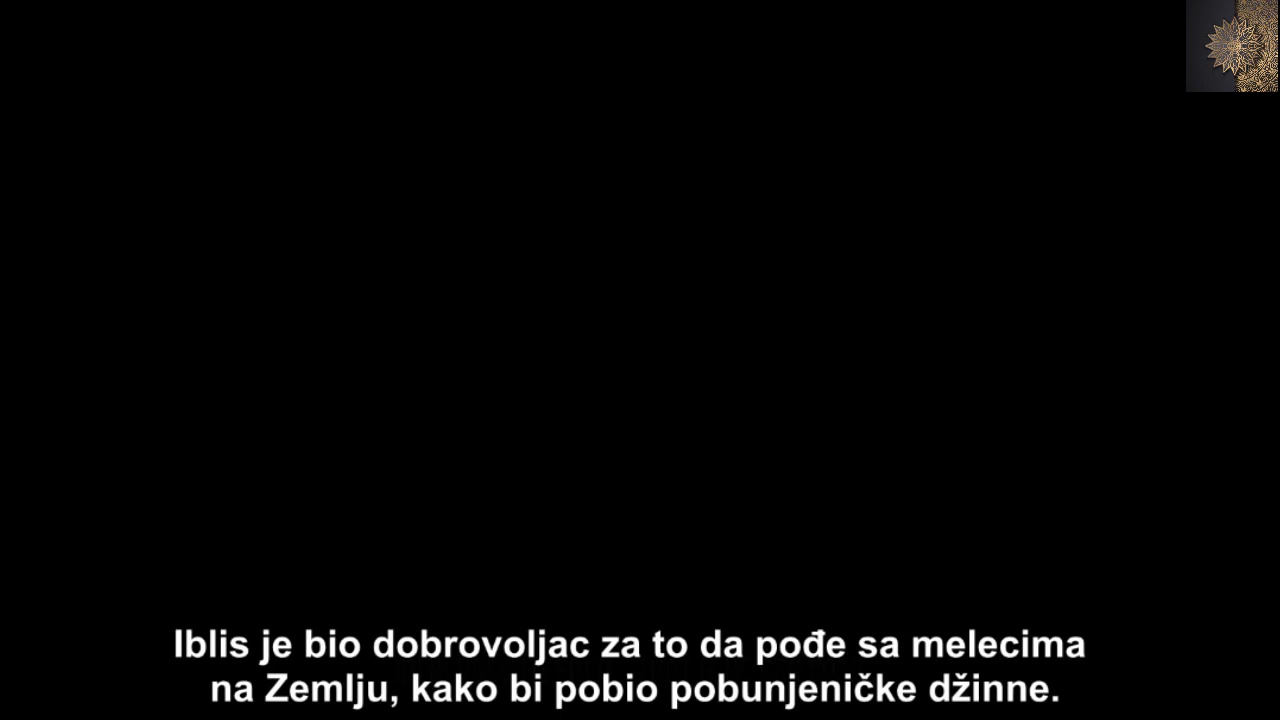 Iblis je bio dobrovoljac za to da pođe sa melecima
na Zemlju, kako bi pobio pobunjeničke džinne.